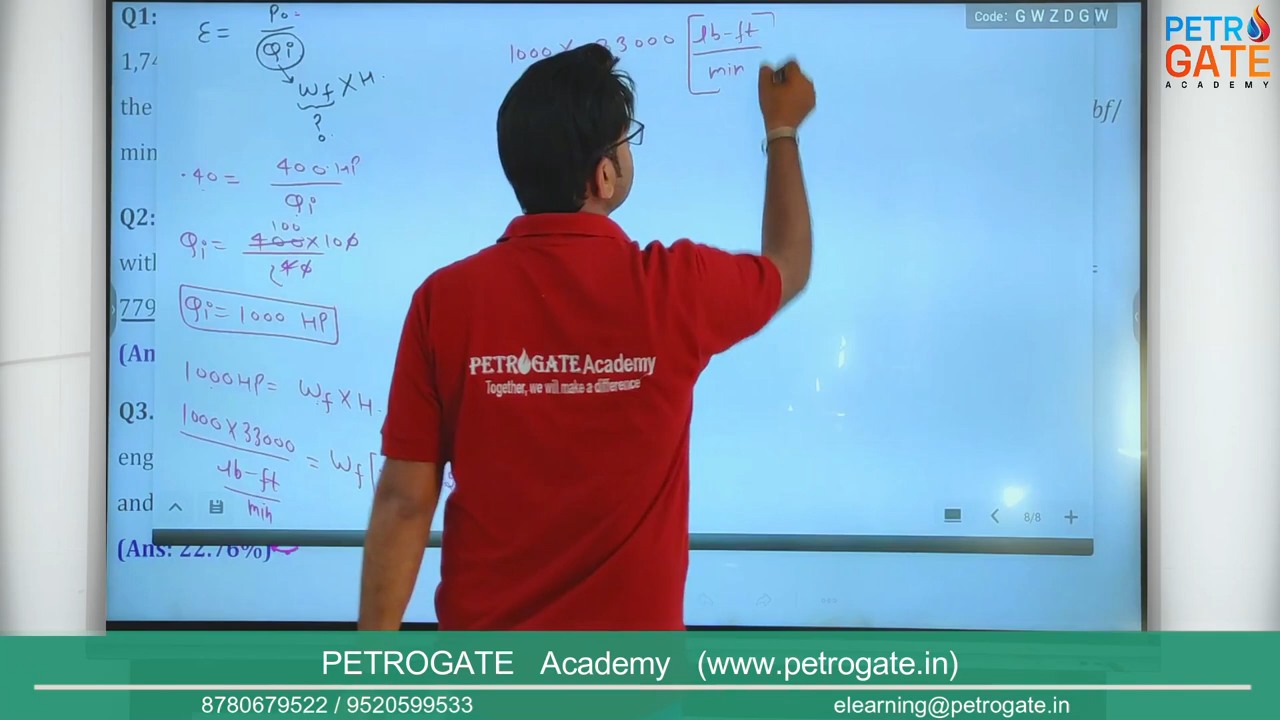 Code: G W Z D G W
PETRO
GATE
ACADEMY
Q1:
1,74
the
min
Q2:
with
779
(An
Q3.
eng
and
(Ans: 22.76%)
bf/
=
ε = Po / Qi
Wf × H.
?
.40 = 400.HP / Qi
Qi = 400 × 100 / 40
100
Qi = 1000 HP
1000HP = Wf × H.
1000 × 33000 lb-ft / min = Wf [
1000 × 33000 [ lb-ft / min
8/8
PETROGATE Academy
Together, we will make a difference
PETROGATE Academy (www.petrogate.in)
8780679522 / 9520599533
elearning@petrogate.in